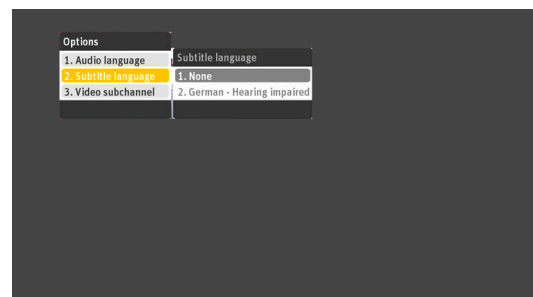 Options
1. Audio language
2. Subtitle language
3. Video subchannel
Subtitle language
1. None
2. German - Hearing impaired